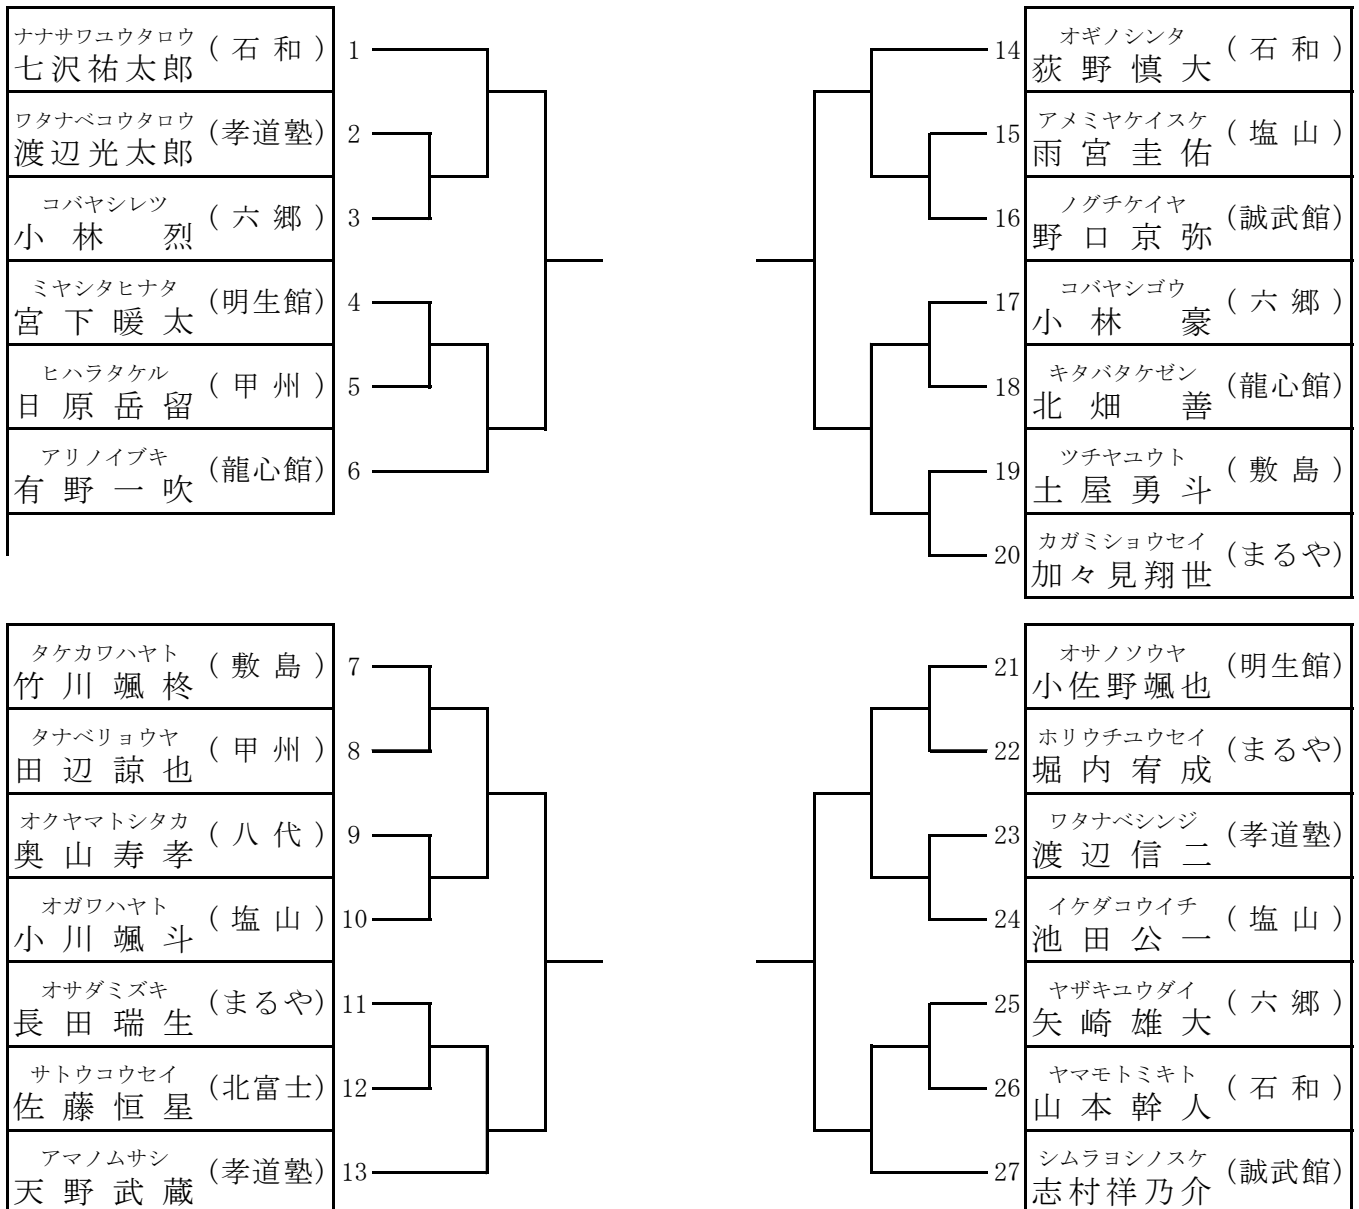 ナナサワユウタロウ
七沢祐太郎 (石和) 1
ワタナベコウタロウ
渡辺光太郎 (孝道塾) 2
コバヤシレツ
小林 烈 (六郷) 3
ミヤシタヒナタ
宮下暖太 (明生館) 4
ヒハラタケル
日原岳留 (甲州) 5
アリノイブキ
有野一吹 (龍心館) 6
タケカワハヤト
竹川颯柊 (敷島) 7
タナベリョウヤ
田辺諒也 (甲州) 8
オクヤマトシタカ
奥山寿孝 (八代) 9
オガワハヤト
小川颯斗 (塩山) 10
オサダミズキ
長田瑞生 (まるや) 11
サトウコウセイ
佐藤恒星 (北富士) 12
アマノムサシ
天野武蔵 (孝道塾) 13
オギノシンタ
14 荻野慎大 (石和)
アメミヤケイスケ
15 雨宮圭佑 (塩山)
ノグチケイヤ
16 野口京弥 (誠武館)
コバヤシゴウ
17 小林 豪 (六郷)
キタバタケゼン
18 北畑 善 (龍心館)
ツチヤユウト
19 土屋勇斗 (敷島)
カガミショウセイ
20 加々見翔世 (まるや)
オサノソウヤ
21 小佐野颯也 (明生館)
ホリウチユウセイ
22 堀内宥成 (まるや)
ワタナベシンジ
23 渡辺信二 (孝道塾)
イケダコウイチ
24 池田公一 (塩山)
ヤザキユウダイ
25 矢崎雄大 (六郷)
ヤマモトミキト
26 山本幹人 (石和)
シムラヨシノスケ
27 志村祥乃介 (誠武館)